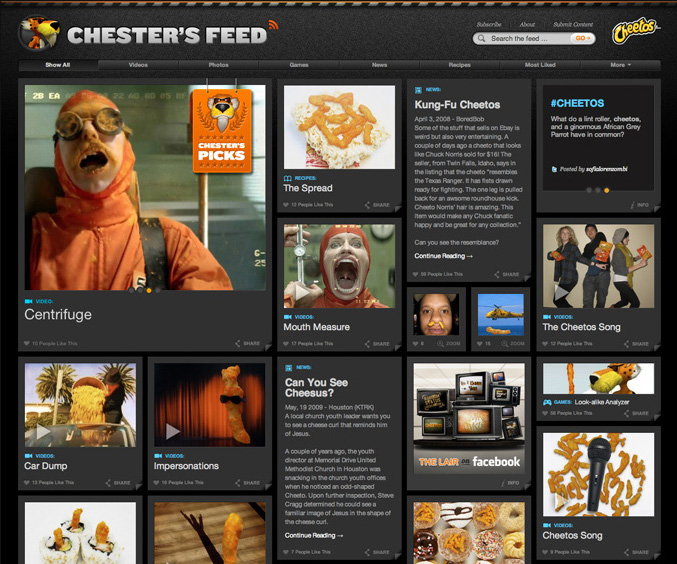 Subscribe About Submit Content
CHESTER'S FEED
Search the feed ... GO
Cheetos
Show All Videos Photos Games News Recipes Most Liked More
CHESTER'S
PICKS
VIDEO:
Centrifuge
10 People Like This SHARE
RECIPES:
The Spread
12 People Like This SHARE
VIDEOS:
Mouth Measure
17 People Like This SHARE
NEWS:
Kung-Fu Cheetos
April 3, 2008 - BoredBob
Some of the stuff that sells on Ebay is
weird but also very entertaining. A
couple of days ago a cheeto that looks
like Chuck Norris sold for $16! The
seller, from Twin Falls, Idaho, says in
the listing that the cheeto "resembles
the Texas Ranger. It has fists drawn
ready for fighting. The one leg is pulled
back for an awsome roundhouse kick.
Cheeto Norris' hair is amazing. This
item would make any Chuck fanatic
happy and be great for any collection."
Can you see the resemblance?
Continue Reading →
People Like This SHARE
ZOOM
15 ZOOM
#CHEETOS
What do a lint roller, cheetos,
and a ginormous African Grey
Parrot have in common?
Posted by sofialorenzombi
INFO
VIDEOS:
The Cheetos Song
12 People Like This SHARE
VIDEOS:
Car Dump
13 People Like This SHARE
VIDEOS:
Impersonations
16 People Like This SHARE
NEWS:
Can You See
Cheesus?
May, 19 2009 - Houston (KTRK)
A local church youth leader wants you
to see a cheeze curl that reminds him
of Jesus.
A couple of years ago, the youth
director at Memorial Drive United
Methodist Church in Houston was
snacking in the church youth offices
when he noticed an odd-shaped
Cheeto. Upon further inspection, Steve
Cragg determined he could see a
familiar image of Jesus in the shape of
the cheese curl.
Continue Reading →
7 People Like This SHARE
THE LAIR on facebook
INFO
GAMES: Look-alike Analyzer
56 People Like This SHARE
VIDEOS:
Cheetos Song
9 People Like This SHARE